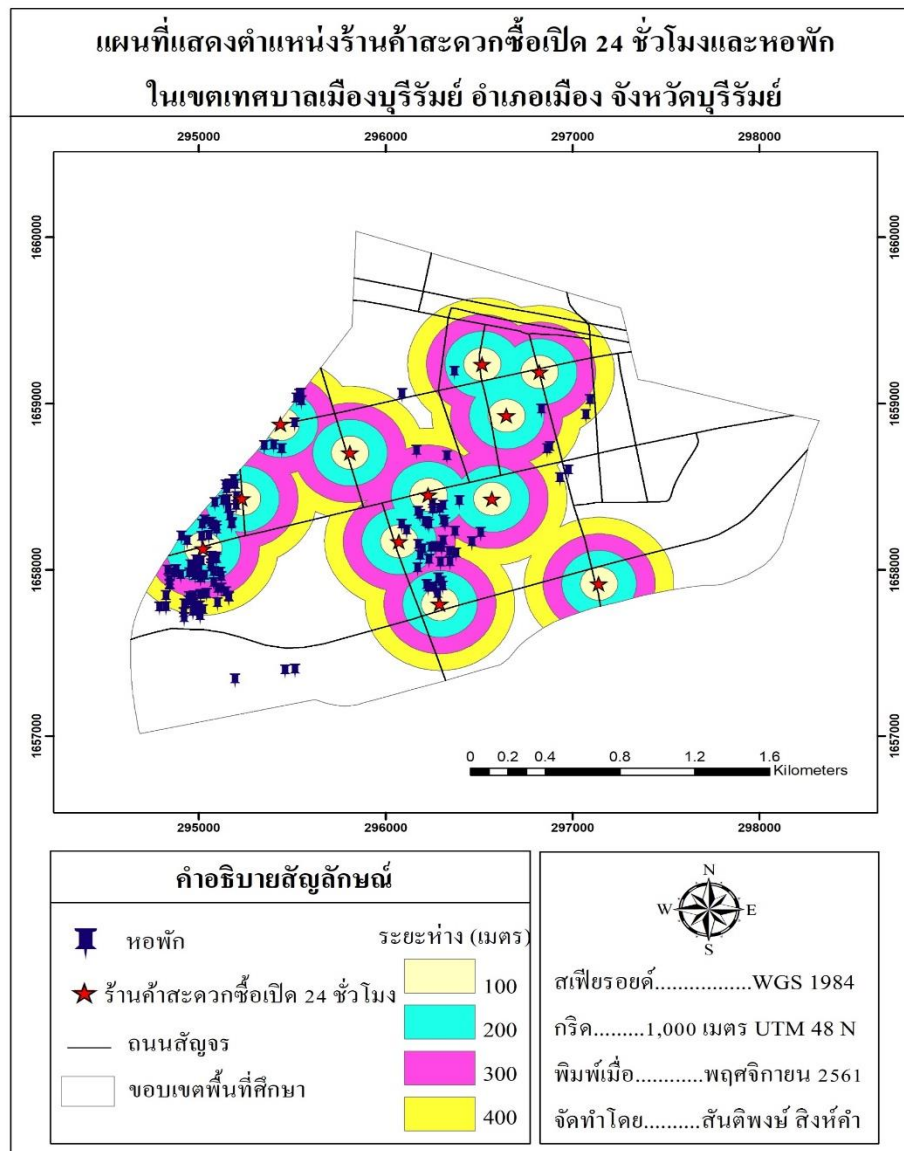 แผนที่แสดงตำแหน่งร้านค้าสะดวกซื้อเปิด 24 ชั่วโมงและหอพัก
ในเขตเทศบาลเมืองบุรีรัมย์ อำเภอเมือง จังหวัดบุรีรัมย์
295000 296000 297000 298000
1660000 1660000
1659000 1659000
1658000 1658000
1657000 1657000
0 0.2 0.4 0.8 1.2 1.6
Kilometers
295000 296000 297000 298000
คำอธิบายสัญลักษณ์
หอพัก
ร้านค้าสะดวกซื้อเปิด 24 ชั่วโมง
ถนนสัญจร
ขอบเขตพื้นที่ศึกษา
ระยะห่าง (เมตร)
100
200
300
400
N
W E
S
สเฟียรอยด์................WGS 1984
กริด.........1,000 เมตร UTM 48 N
พิมพ์เมื่อ............พฤศจิกายน 2561
จัดทำโดย..........สันติพงษ์ สิงห์คำ